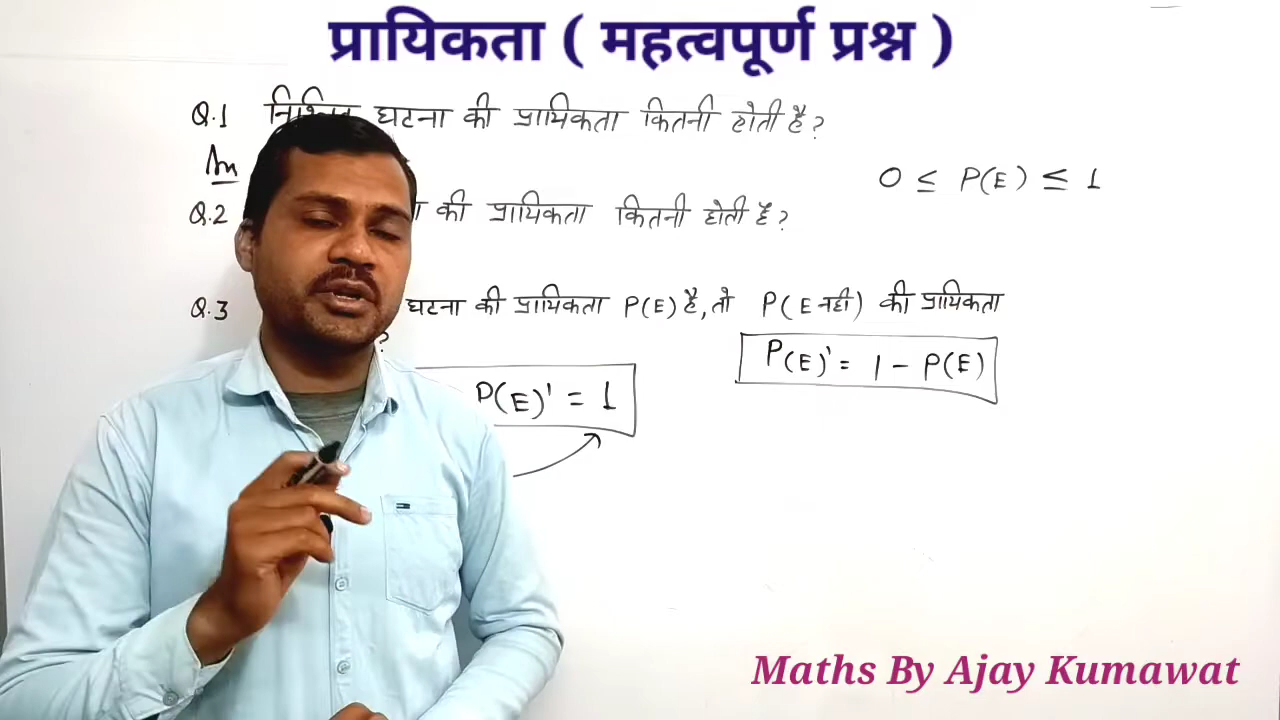 प्रायिकता ( महत्वपूर्ण प्रश्न )
Q.1 घटना की प्रायिकता कितनी होती है ?
Ans
0 ≤ P(E) ≤ 1
Q.2 की प्रायिकता कितनी होती है ?
Q.3 घटना की प्रायिकता P(E) है, तो P( E नहीं ) की प्रायिकता
?
P(E)' = 1 - P(E)
P(E)' = 1
Maths By Ajay Kumawat